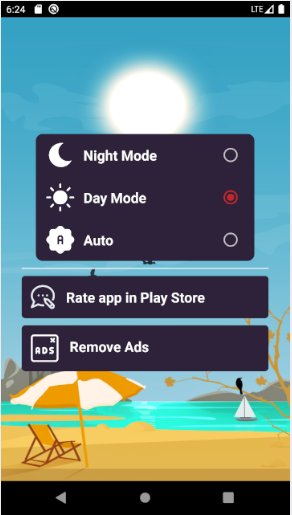 6:24
LTE
Night Mode
Day Mode
A
Auto
Rate app in Play Store
ADS
Remove Ads